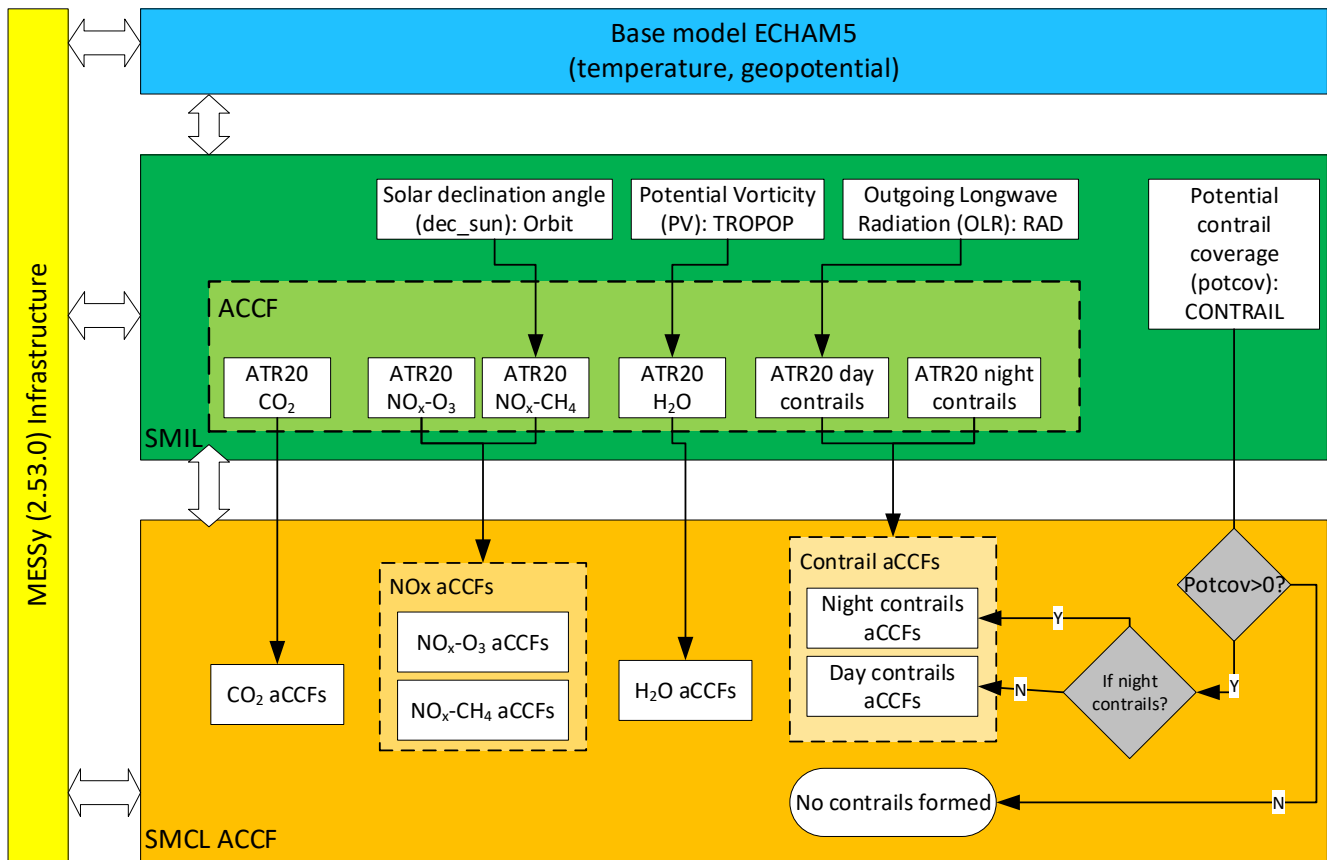 MESSy (2.53.0) Infrastructure
Base model ECHAM5
(temperature, geopotential)
Solar declination angle
(dec_sun): Orbit
Potential Vorticity
(PV): TROPOP
Outgoing Longwave
Radiation (OLR): RAD
Potential
contrail
coverage
(potcov):
CONTRAIL
ACCF
ATR20
CO₂
ATR20
NOₓ-O₃
ATR20
NOₓ-CH₄
ATR20
H₂O
ATR20 day
contrails
ATR20 night
contrails
SMIL
Contrail aCCFs
Night contrails
aCCFs
Day contrails
aCCFs
NOx aCCFs
NOₓ-O₃ aCCFs
NOₓ-CH₄ aCCFs
CO₂ aCCFs
H₂O aCCFs
Potcov>0?
Y
If night
contrails?
Y
N
No contrails formed
N
SMCL ACCF